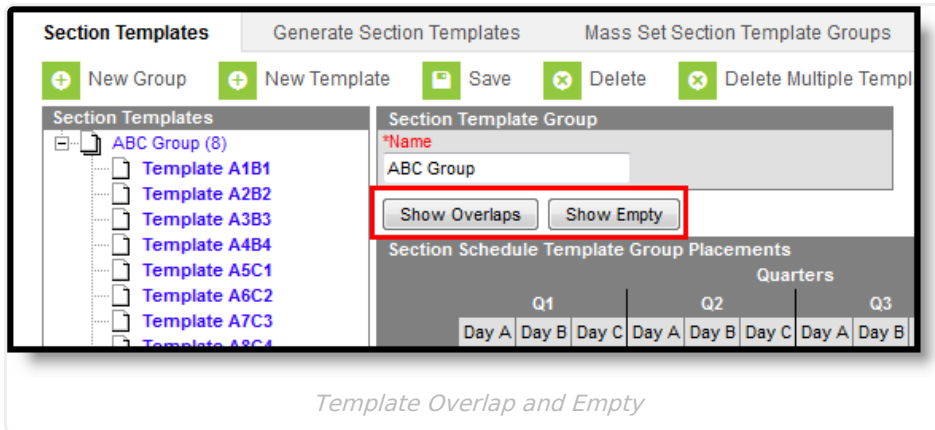 Section Templates Generate Section Templates Mass Set Section Template Groups
New Group New Template Save Delete Delete Multiple Templ
Section Templates
ABC Group (8)
Template A1B1
Template A2B2
Template A3B3
Template A4B4
Template A5C1
Template A6C2
Template A7C3
Template A8C4
Section Template Group
*Name
ABC Group
Show Overlaps Show Empty
Section Schedule Template Group Placements
Quarters
Q1 Q2 Q3
Day A Day B Day C Day A Day B Day C Day A Day B
Template Overlap and Empty